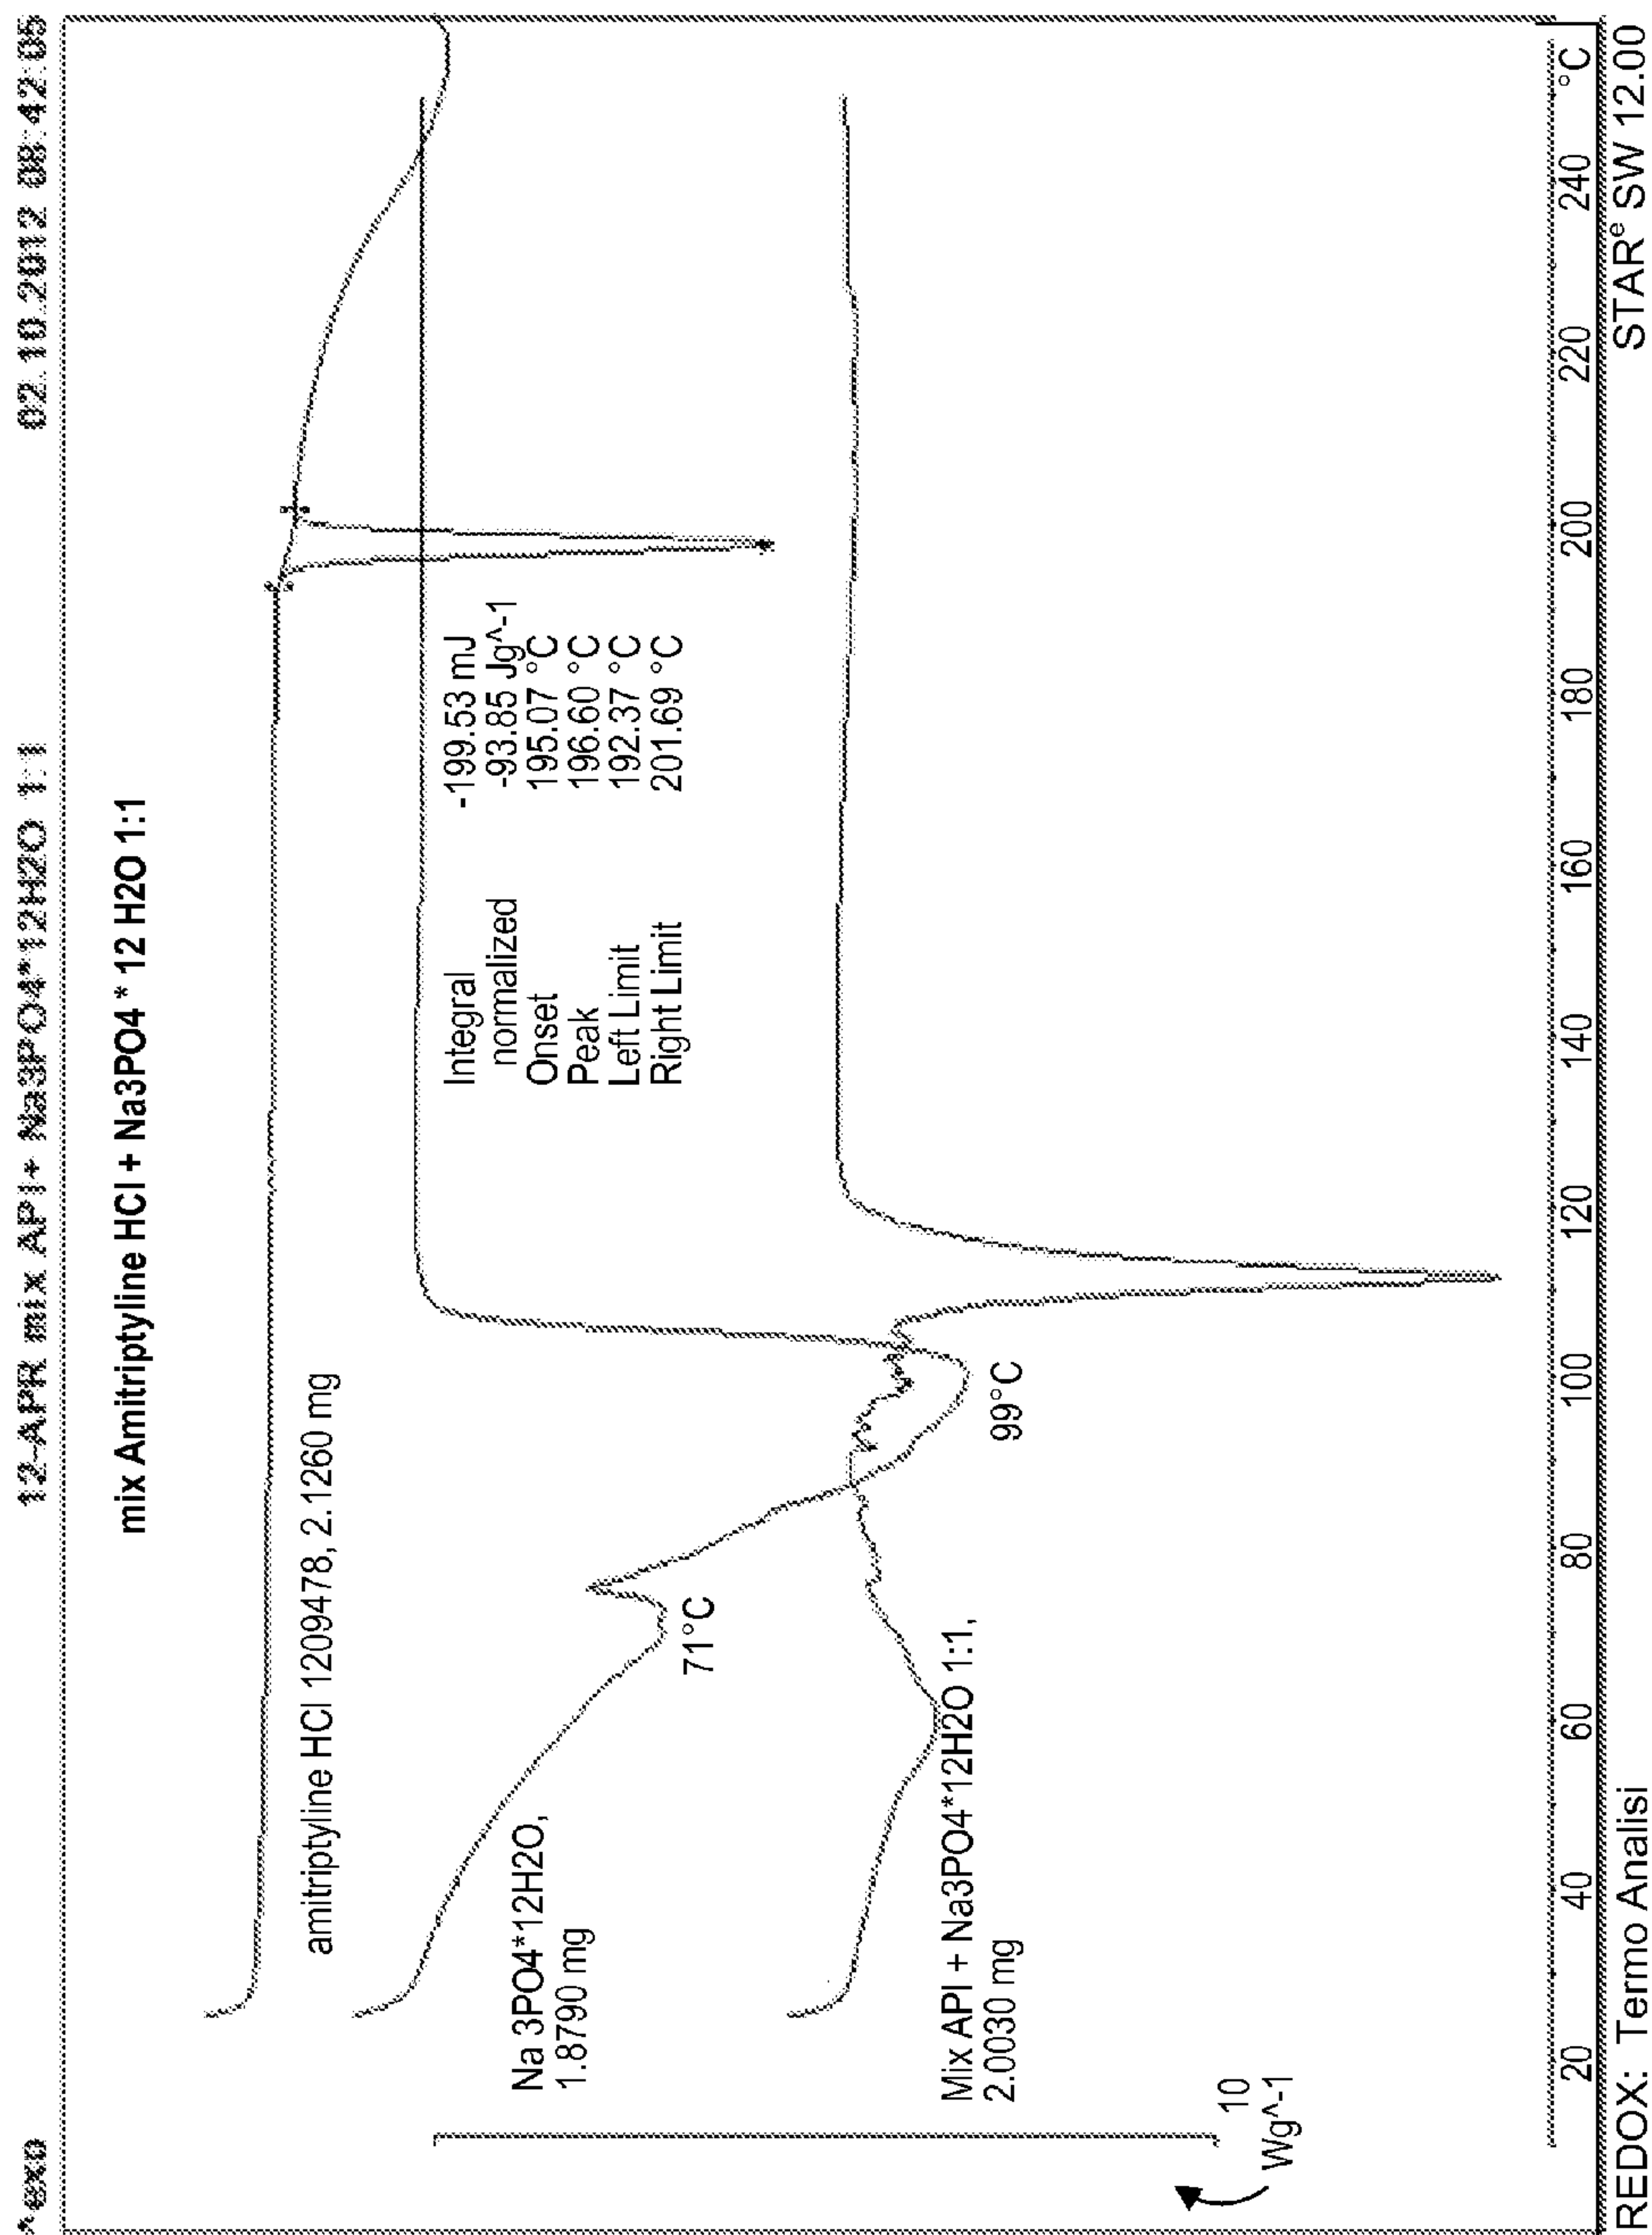 ^exo 12-APR mix API+ Na3PO4*12H2O 1:1 02.10.2012 08:42:05
mix Amitriptyline HCl + Na3PO4 * 12 H2O 1:1
amitriptyline HCl 1209478, 2.1260 mg
Integral -199.53 mJ
normalized -93.85 Jg^-1
Onset 195.07 °C
Peak 196.60 °C
Left Limit 192.37 °C
Right Limit 201.69 °C
Na 3PO4*12H2O,
1.8790 mg
71°C
99°C
Mix API + Na3PO4*12H2O 1:1,
2.0030 mg
10
Wg^-1
20 40 60 80 100 120 140 160 180 200 220 240 °C
REDOX: Termo Analisi STARe SW 12.00